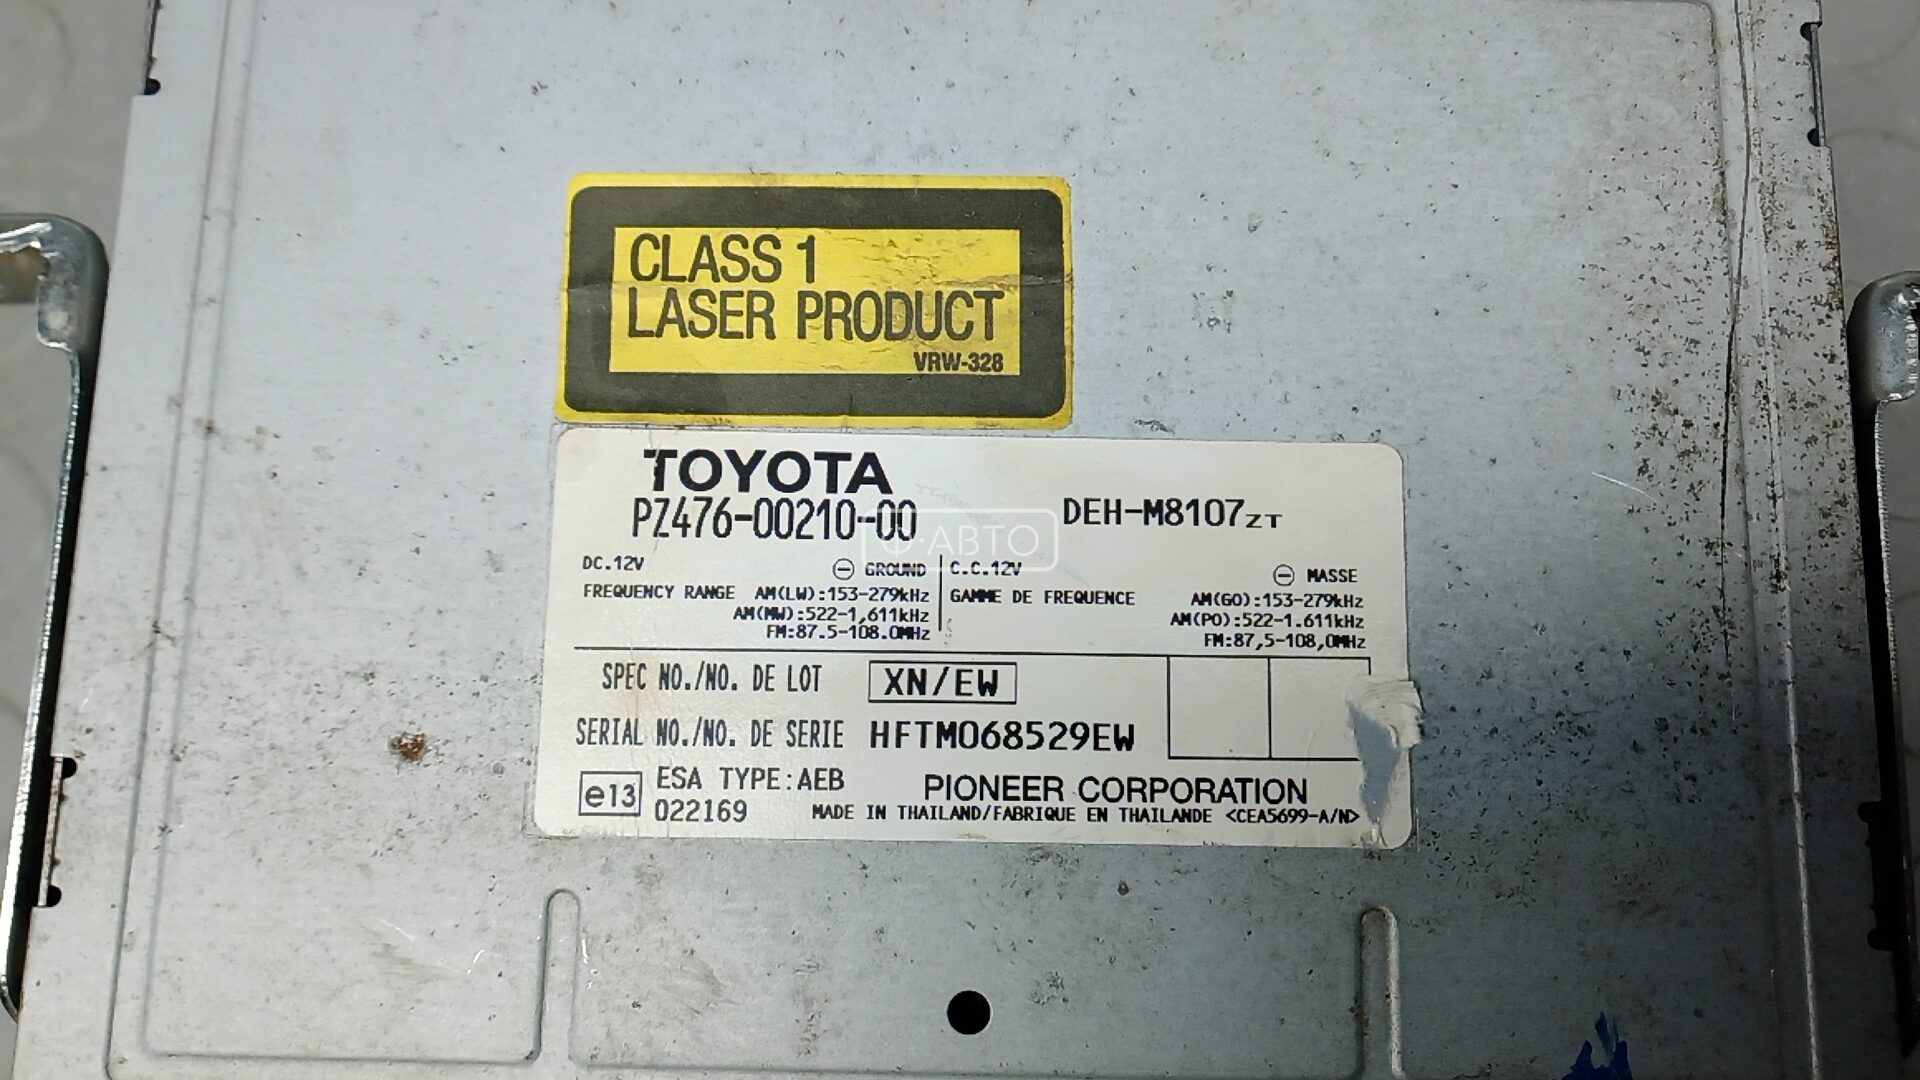 CLASS 1
LASER PRODUCT
VRW-328
TOYOTA
PZ476-00210-00
DEH-M8107ZT
Ф·АВТО
DC.12V ⊖ GROUND
FREQUENCY RANGE AM(LW):153-279kHz
AM(MW):522-1,611kHz
FM:87.5-108.0MHz
C.C.12V ⊖ MASSE
GAMME DE FREQUENCE AM(GO):153-279kHz
AM(PO):522-1.611kHz
FM:87,5-108,0MHz
SPEC NO./NO. DE LOT XN/EW
SERIAL NO./NO. DE SERIE HFTM068529EW
e13 ESA TYPE:AEB
022169
PIONEER CORPORATION
MADE IN THAILAND/FABRIQUE EN THAILANDE <CEA5699-A/N>